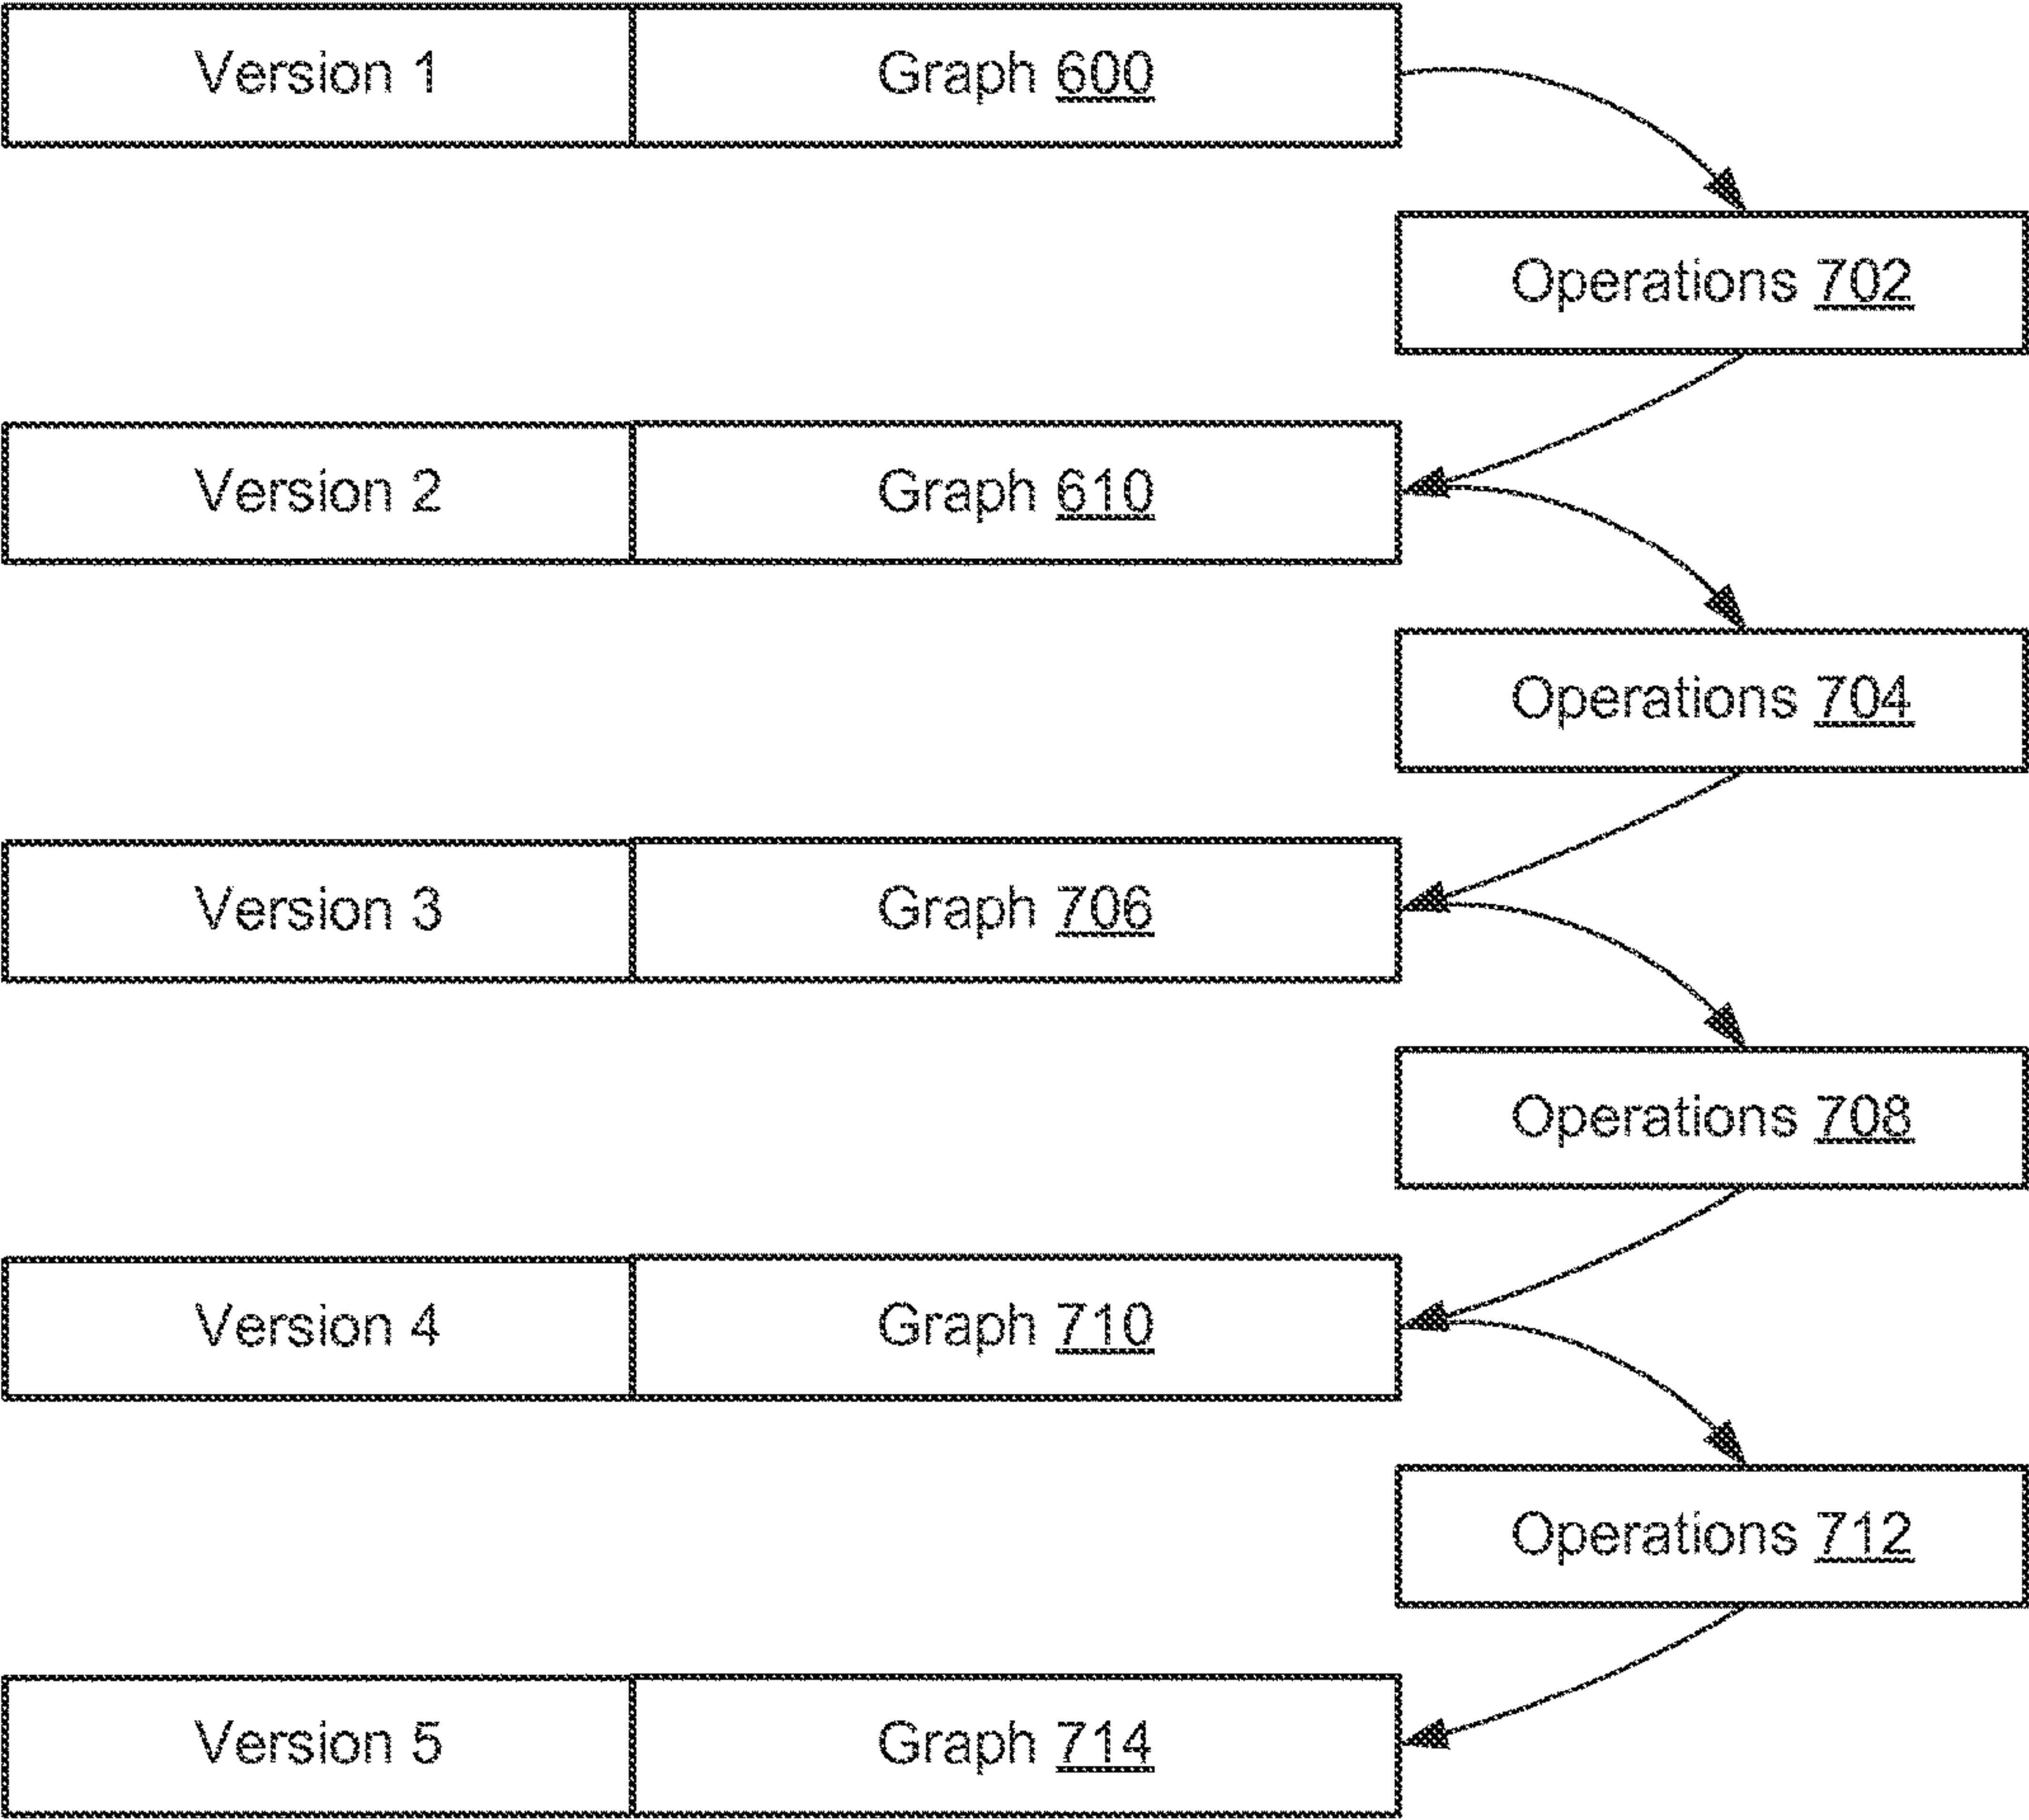 Version 1 Graph 600
Operations 702
Version 2 Graph 610
Operations 704
Version 3 Graph 706
Operations 708
Version 4 Graph 710
Operations 712
Version 5 Graph 714